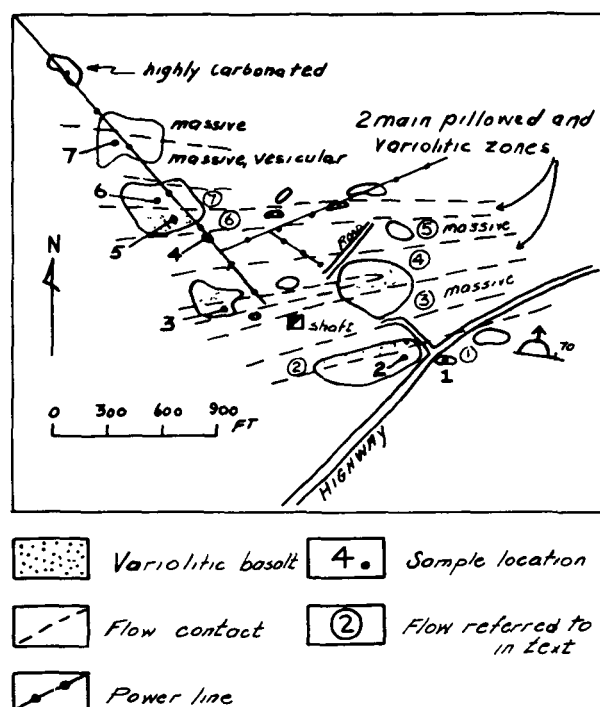 highly carbonated
massive
massive, vesicular
2 main pillowed and
variolitic zones
7
6
5
4
3
2
1
⑦
⑥
⑤ massive
④
③ massive
②
①
Road
shaft
HIGHWAY
70
N
0 300 600 900
FT
Variolitic basalt
4. Sample location
Flow contact
② Flow referred to
in text
Power line